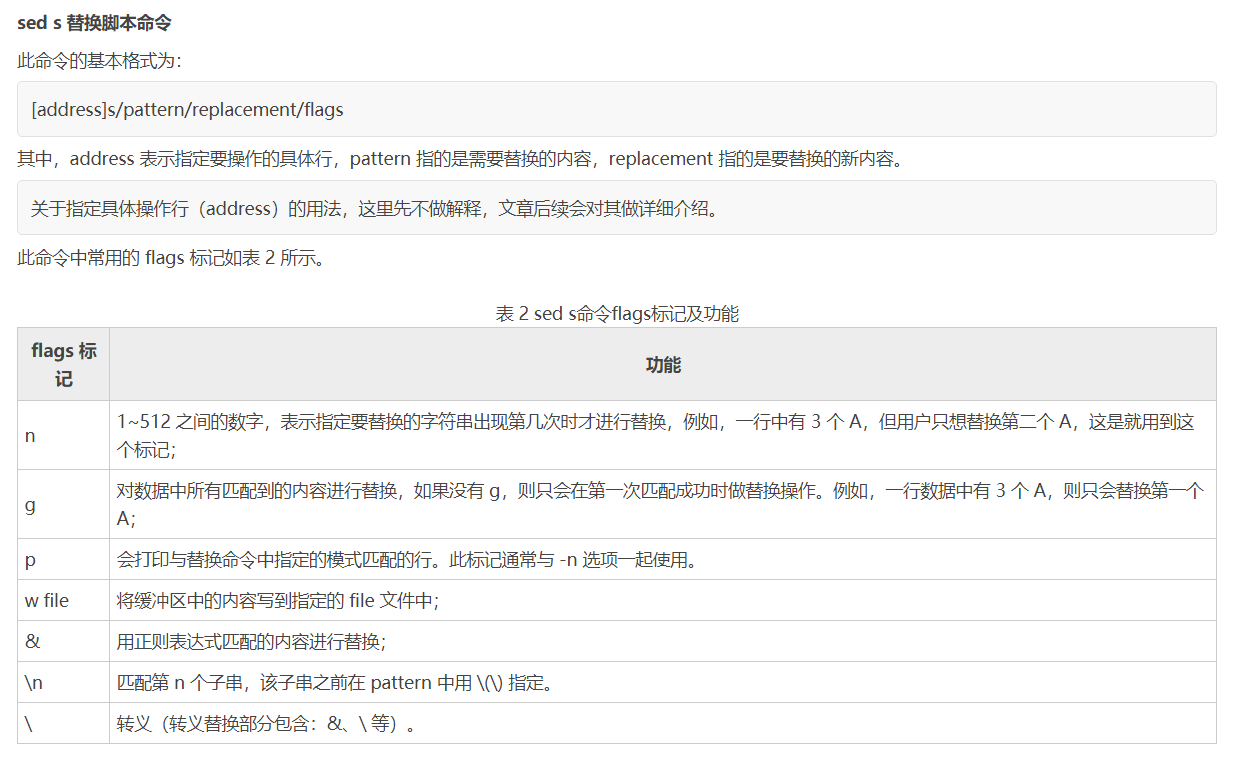 sed s 替换脚本命令
此命令的基本格式为：
[address]s/pattern/replacement/flags
其中，address 表示指定要操作的具体行，pattern 指的是需要替换的内容，replacement 指的是要替换的新内容。
关于指定具体操作行（address）的用法，这里先不做解释，文章后续会对其做详细介绍。
此命令中常用的 flags 标记如表 2 所示。
表 2 sed s命令flags标记及功能
flags 标
记
功能
n
1~512 之间的数字，表示指定要替换的字符串出现第几次时才进行替换，例如，一行中有 3 个 A，但用户只想替换第二个 A，这是就用到这
个标记；
g
对数据中所有匹配到的内容进行替换，如果没有 g，则只会在第一次匹配成功时做替换操作。例如，一行数据中有 3 个 A，则只会替换第一个
A；
p
会打印与替换命令中指定的模式匹配的行。此标记通常与 -n 选项一起使用。
w file
将缓冲区中的内容写到指定的 file 文件中；
&
用正则表达式匹配的内容进行替换；
\n
匹配第 n 个子串，该子串之前在 pattern 中用 \(\) 指定。
\
转义（转义替换部分包含：&、\ 等）。